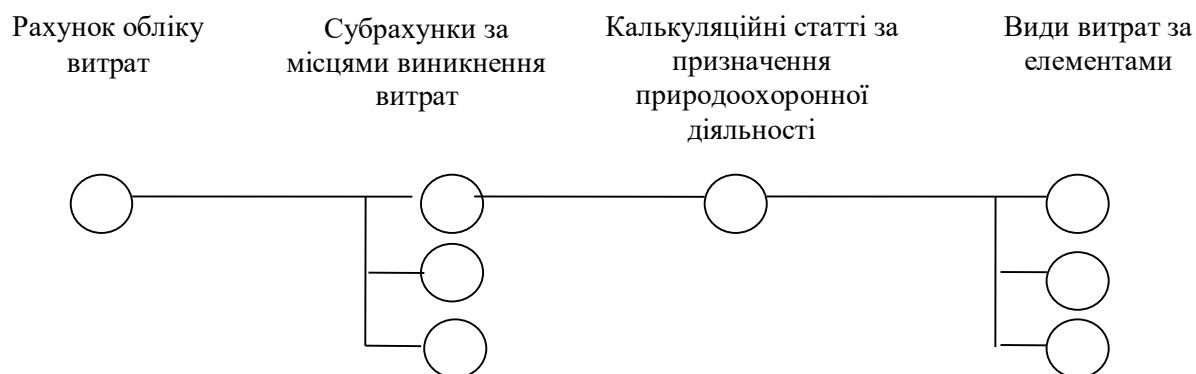 Рахунок обліку
витрат
Субрахунки за
місцями виникнення
витрат
Калькуляційні статті за
призначення
природоохоронної
діяльності
Види витрат за
елементами